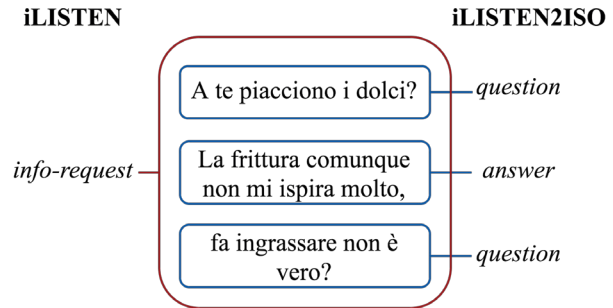 iLISTEN
iLISTEN2ISO
A te piacciono i dolci?
question
info-request
La frittura comunque
non mi ispira molto,
answer
fa ingrassare non è
vero?
question